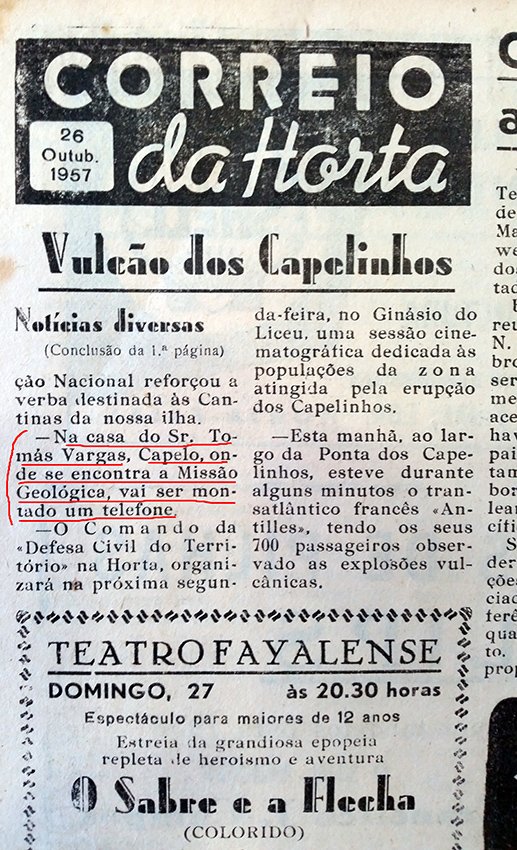 CORREIO
da Horta
26
Outub.
1957
Vulcão dos Capelinhos
Notícias diversas
(Conclusão da 1.ª página)
ção Nacional reforçou a
verba destinada às Can-
tinas da nossa ilha.
—Na casa do Sr. To-
más Vargas, Capelo, on-
de se encontra a Missão
Geológica, vai ser mon-
tado um telefone.
—O Comando da
«Defesa Civil do Terri-
tório» na Horta, organi-
zará na próxima segun-
da-feira, no Ginásio do
Liceu, uma sessão cine-
matográfica dedicada às
populações da zona
atingida pela erupção
dos Capelinhos.
—Esta manhã, ao lar-
go da Ponta dos Cape-
linhos, esteve durante
alguns minutos o tran-
satlântico francês «An-
tilles», tendo os seus
700 passageiros obser-
vado as explosões vul-
cânicas.
TEATRO FAYALENSE
DOMINGO, 27 às 20.30 horas
Espectáculo para maiores de 12 anos
Estreia da grandiosa epopeia
repleta de heroismo e aventura
O Sabre e a Flecha
(COLORIDO)